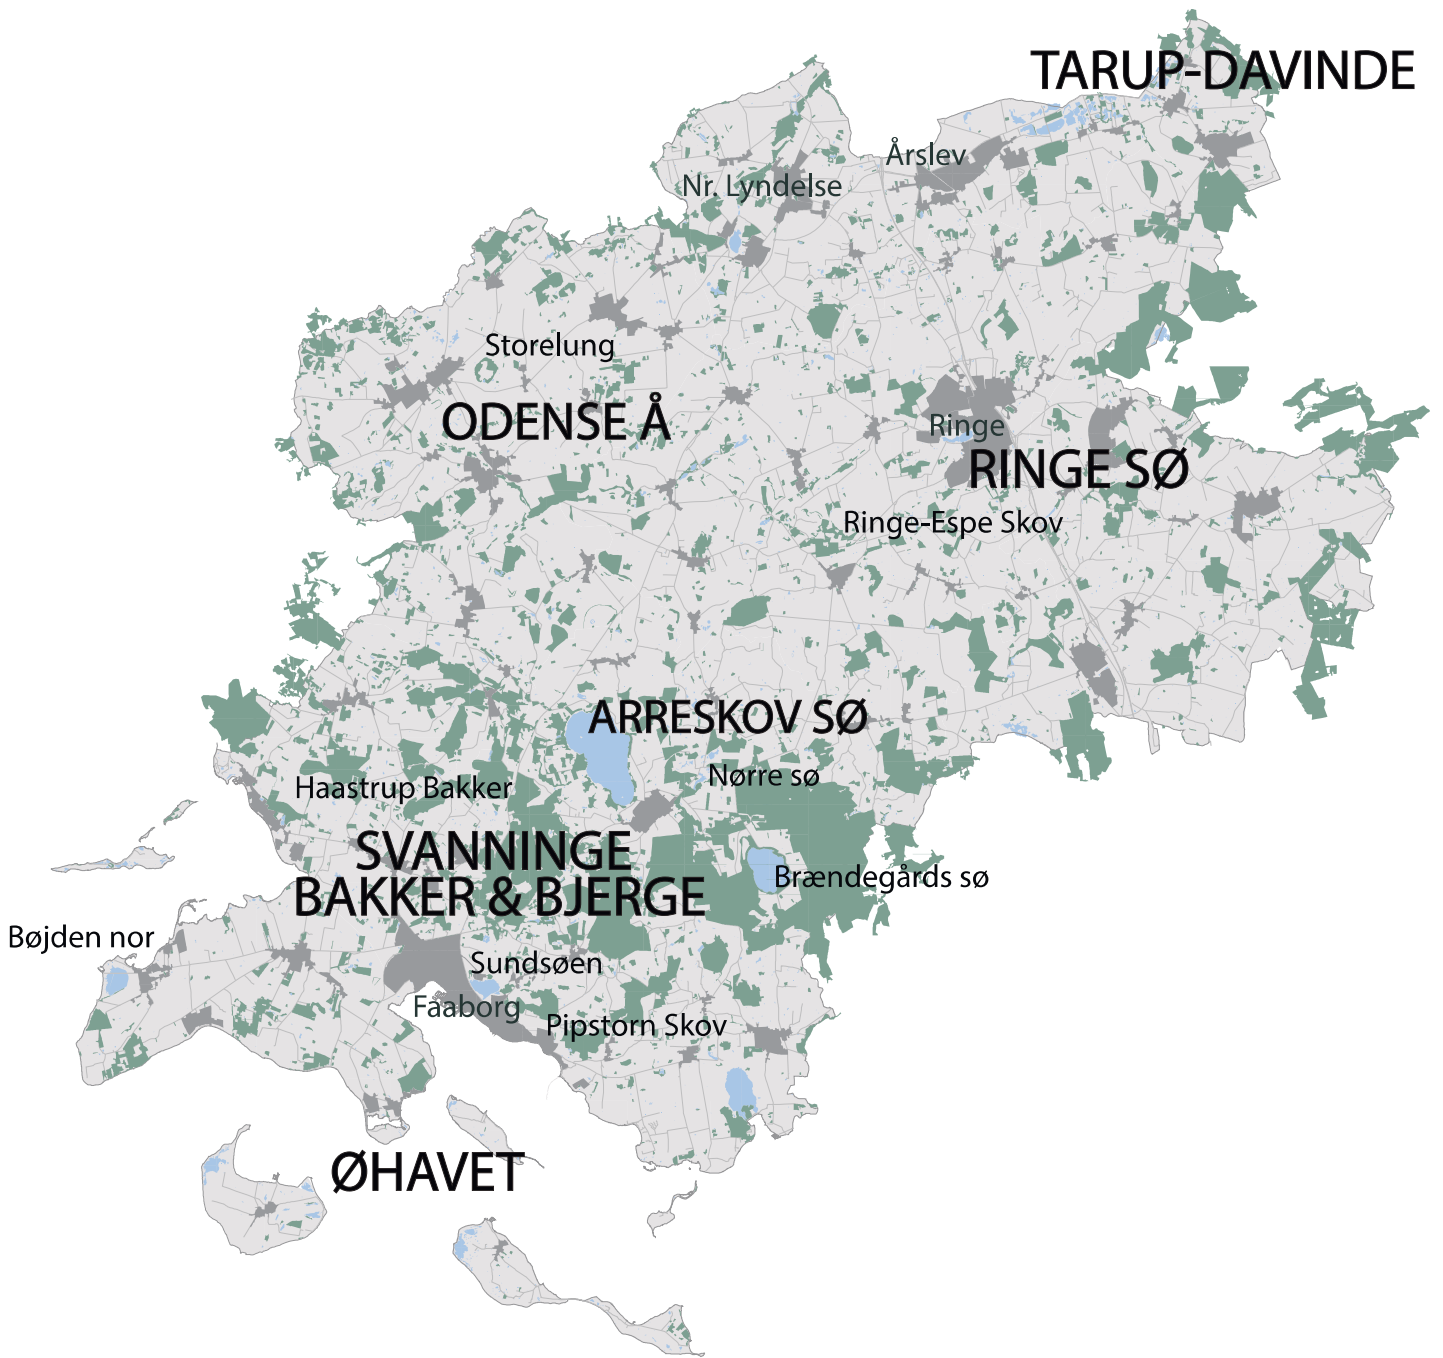 TARUP-DAVINDE
Årslev
Nr. Lyndelse
Storelung
ODENSE Å
Ringe
RINGE SØ
Ringe-Espe Skov
ARRESKOV SØ
Nørre sø
Haastrup Bakker
SVANNINGE
BAKKER & BJERGE
Brændegårds sø
Bøjden nor
Sundsøen
Faaborg
Pipstorn Skov
ØHAVET